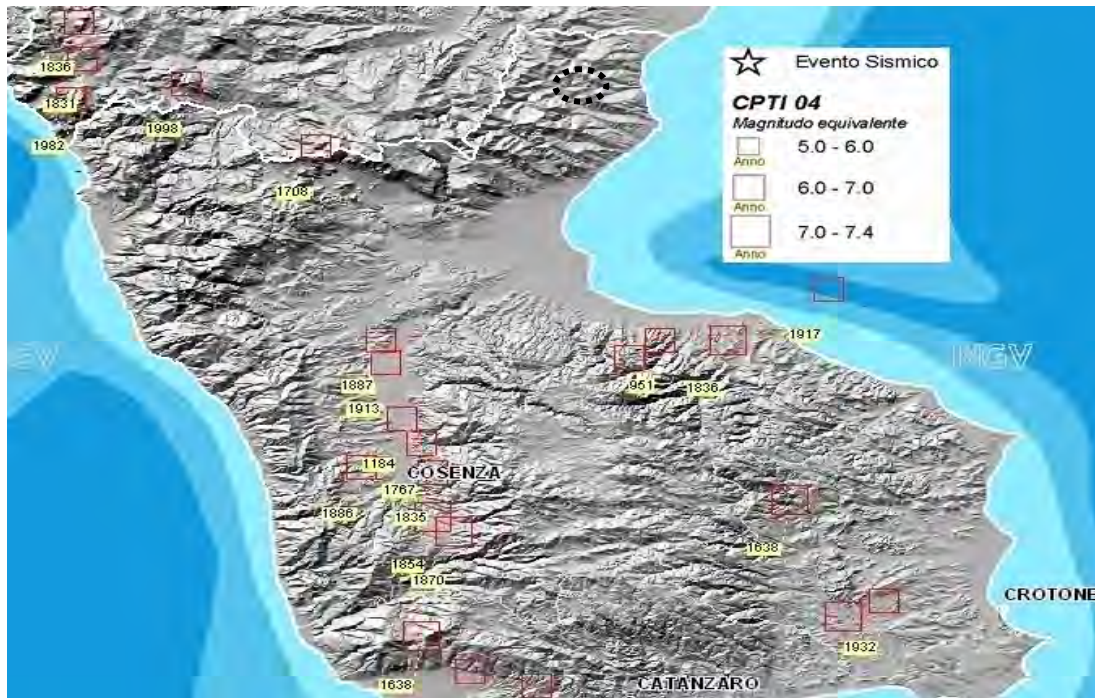 Evento Sismico
CPTI 04
Magnitudo equivalente
5.0 - 6.0
Anno
6.0 - 7.0
Anno
7.0 - 7.4
Anno
1836
1831
1998
1982
1708
1917
INGV
1887
951
1836
1913
1184
COSENZA
1767
1886
1835
1638
1854
1870
CROTONE
1932
1638
CATANZARO